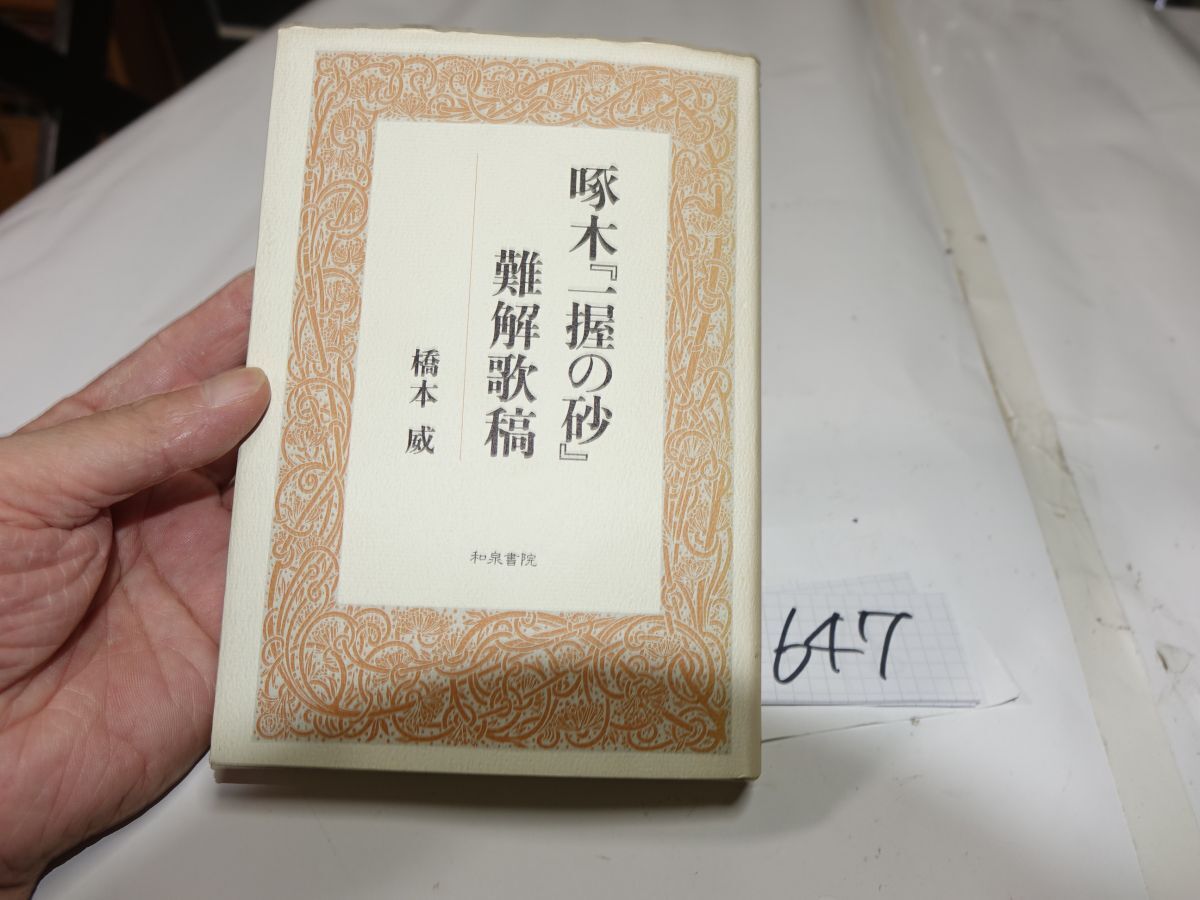 啄木『一握の砂』
難解歌稿
橋本 威
和泉書院
647